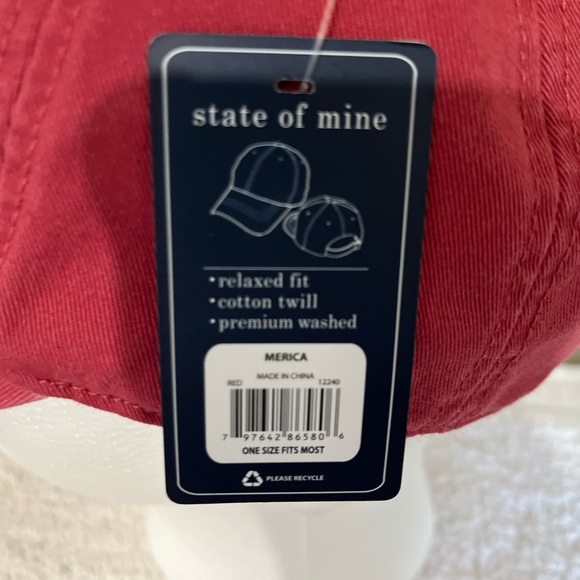 state of mine
• relaxed fit
• cotton twill
• premium washed
MERICA
MADE IN CHINA
RED 12240
7 97642 86580 6
ONE SIZE FITS MOST
PLEASE RECYCLE